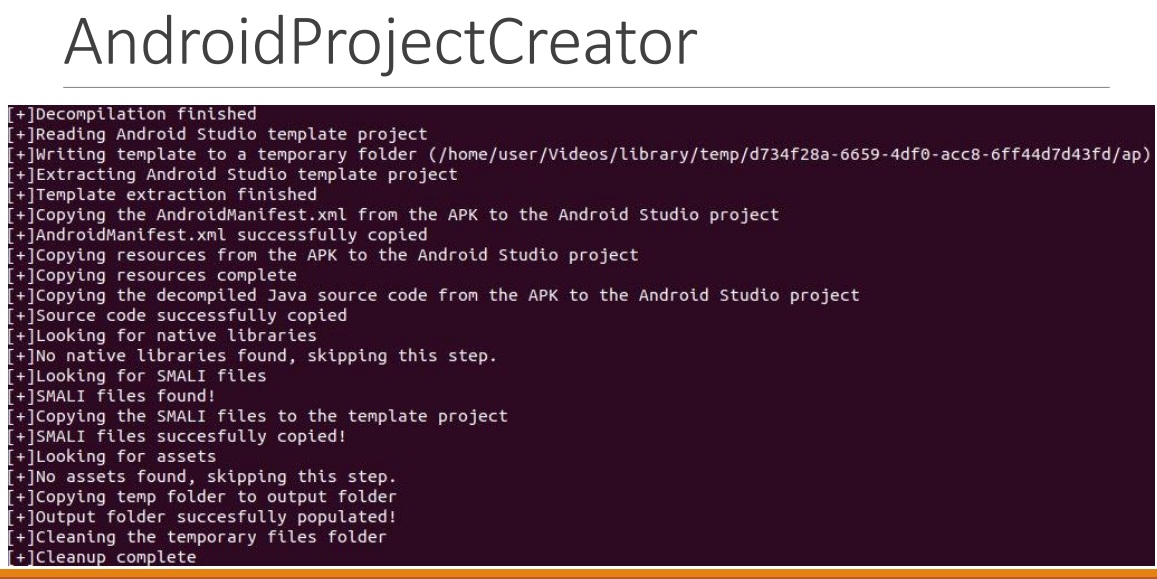 AndroidProjectCreator
[+]Decompilation finished
[+]Reading Android Studio template project
[+]Writing template to a temporary folder (/home/user/Videos/library/temp/d734f28a-6659-4df0-acc8-6ff44d7d43fd/ap)
[+]Extracting Android Studio template project
[+]Template extraction finished
[+]Copying the AndroidManifest.xml from the APK to the Android Studio project
[+]AndroidManifest.xml successfully copied
[+]Copying resources from the APK to the Android Studio project
[+]Copying resources complete
[+]Copying the decompiled Java source code from the APK to the Android Studio project
[+]Source code successfully copied
[+]Looking for native libraries
[+]No native libraries found, skipping this step.
[+]Looking for SMALI files
[+]SMALI files found!
[+]Copying the SMALI files to the template project
[+]SMALI files succesfully copied!
[+]Looking for assets
[+]No assets found, skipping this step.
[+]Copying temp folder to output folder
[+]Output folder succesfully populated!
[+]Cleaning the temporary files folder
[+]Cleanup complete